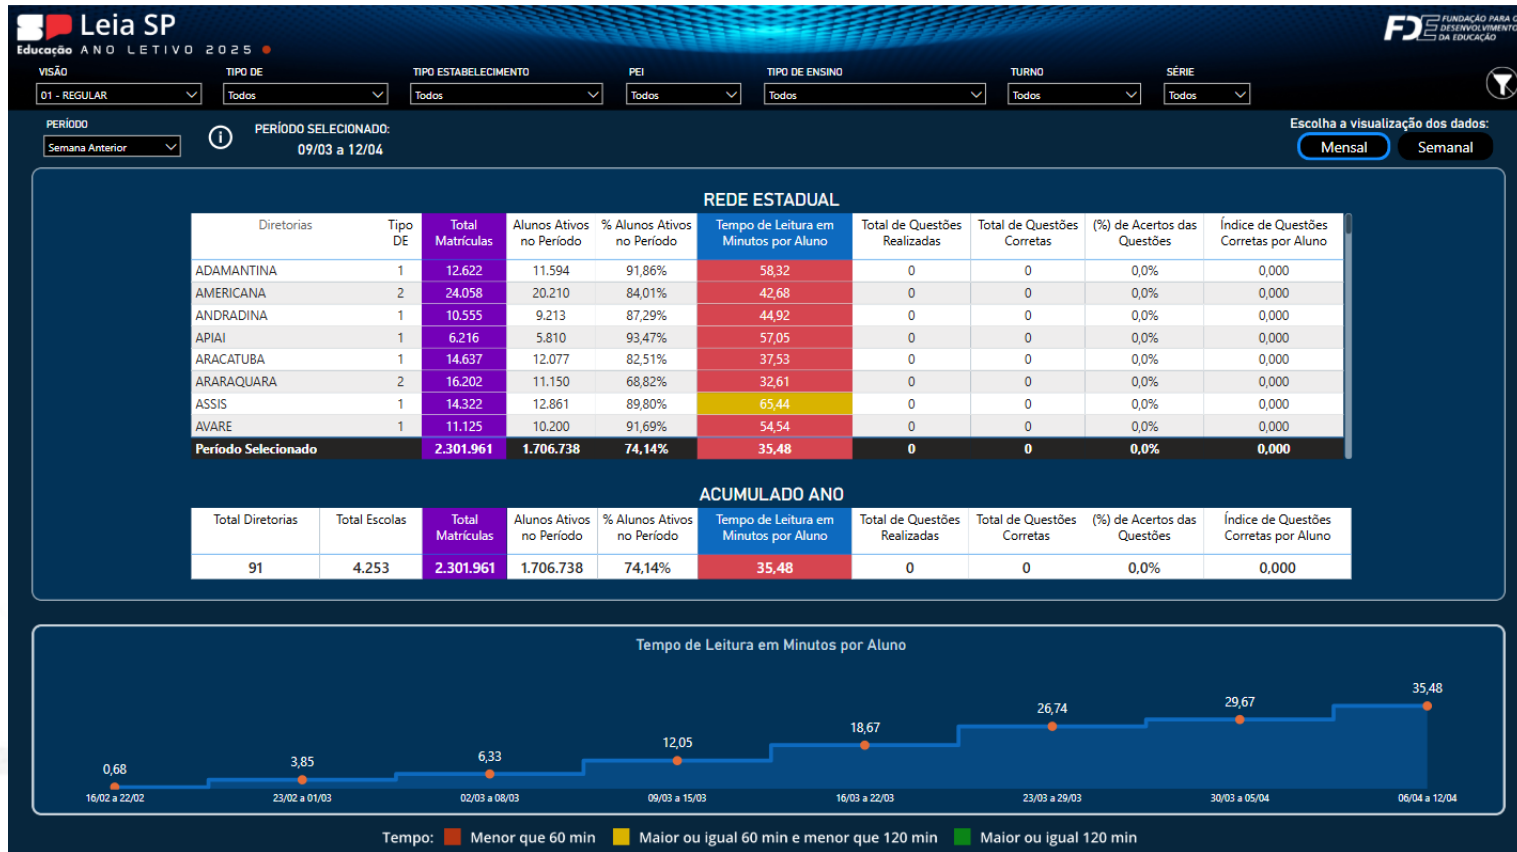 Leia SP
Educação ANO LETIVO 2025
FDE FUNDAÇÃO PARA O
DESENVOLVIMENTO
DA EDUCAÇÃO
VISÃO TIPO DE TIPO ESTABELECIMENTO PEI TIPO DE ENSINO TURNO SÉRIE
01 - REGULAR Todos Todos Todos Todos Todos Todos
PERÍODO
Semana Anterior
PERÍODO SELECIONADO:
09/03 a 12/04
Escolha a visualização dos dados:
Mensal Semanal
REDE ESTADUAL
Diretorias Tipo Total Alunos Ativos % Alunos Ativos Tempo de Leitura em Total de Questões Total de Questões (%) de Acertos das Índice de Questões
DE Matrículas no Período no Período Minutos por Aluno Realizadas Corretas Questões Corretas por Aluno
ADAMANTINA 1 12.622 11.594 91,86% 58,32 0 0 0,0% 0,000
AMERICANA 2 24.058 20.210 84,01% 42,68 0 0 0,0% 0,000
ANDRADINA 1 10.555 9.213 87,29% 44,92 0 0 0,0% 0,000
APIAI 1 6.216 5.810 93,47% 57,05 0 0 0,0% 0,000
ARACATUBA 1 14.637 12.077 82,51% 37,53 0 0 0,0% 0,000
ARARAQUARA 2 16.202 11.150 68,82% 32,61 0 0 0,0% 0,000
ASSIS 1 14.322 12.861 89,80% 65,44 0 0 0,0% 0,000
AVARE 1 11.125 10.200 91,69% 54,54 0 0 0,0% 0,000
Período Selecionado 2.301.961 1.706.738 74,14% 35,48 0 0 0,0% 0,000
ACUMULADO ANO
Total Diretorias Total Escolas Total Alunos Ativos % Alunos Ativos Tempo de Leitura em Total de Questões Total de Questões (%) de Acertos das Índice de Questões
Matrículas no Período no Período Minutos por Aluno Realizadas Corretas Questões Corretas por Aluno
91 4.253 2.301.961 1.706.738 74,14% 35,48 0 0 0,0% 0,000
Tempo de Leitura em Minutos por Aluno
0,68 3,85 6,33 12,05 18,67 26,74 29,67 35,48
16/02 a 22/02 23/02 a 01/03 02/03 a 08/03 09/03 a 15/03 16/03 a 22/03 23/03 a 29/03 30/03 a 05/04 06/04 a 12/04
Tempo: Menor que 60 min Maior ou igual 60 min e menor que 120 min Maior ou igual 120 min